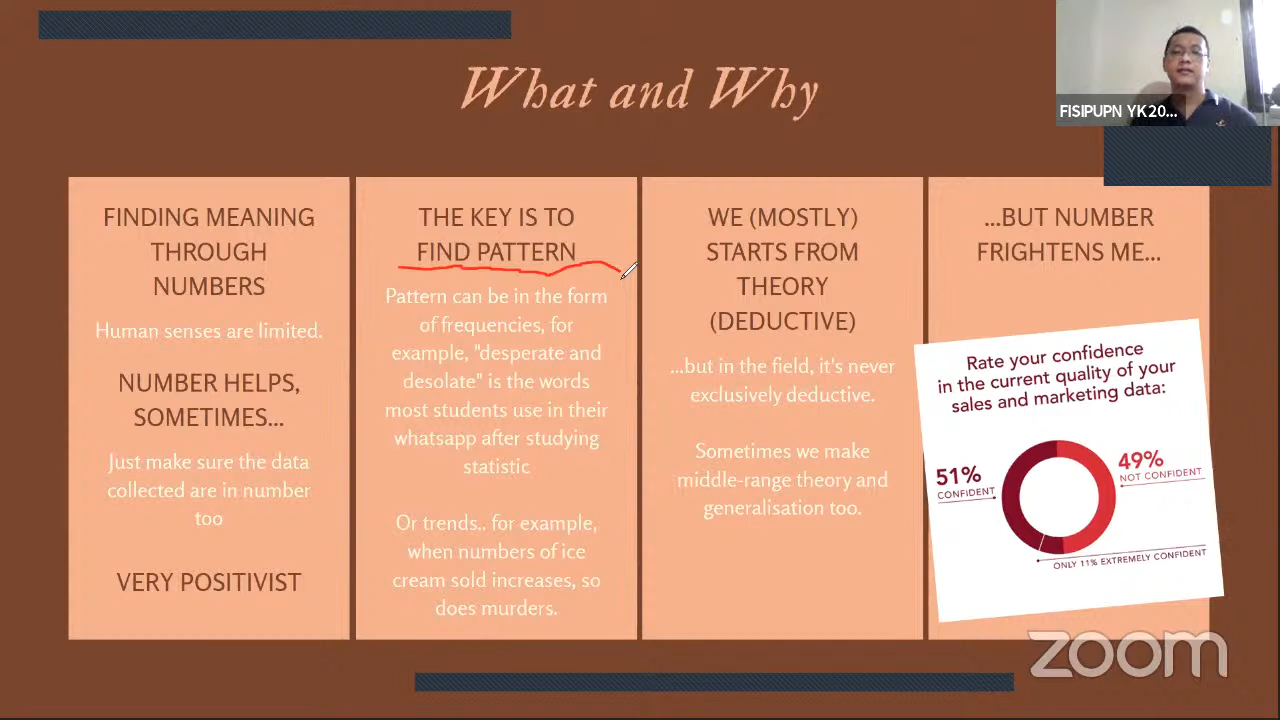 What and Why
FISIPUPN YK20...
FINDING MEANING
THROUGH
NUMBERS
Human senses are limited.
NUMBER HELPS,
SOMETIMES...
Just make sure the data
collected are in number
too
VERY POSITIVIST
THE KEY IS TO
FIND PATTERN
Pattern can be in the form
of frequencies, for
example, "desperate and
desolate" is the words
most students use in their
whatsapp after studying
statistic
Or trends.. for example,
when numbers of ice
cream sold increases, so
does murders.
WE (MOSTLY)
STARTS FROM
THEORY
(DEDUCTIVE)
...but in the field, it's never
exclusively deductive.
Sometimes we make
middle-range theory and
generalisation too.
...BUT NUMBER
FRIGHTENS ME...
Rate your confidence
in the current quality of your
sales and marketing data:
51%
CONFIDENT
49%
NOT CONFIDENT
ONLY 11% EXTREMELY CONFIDENT
zoom